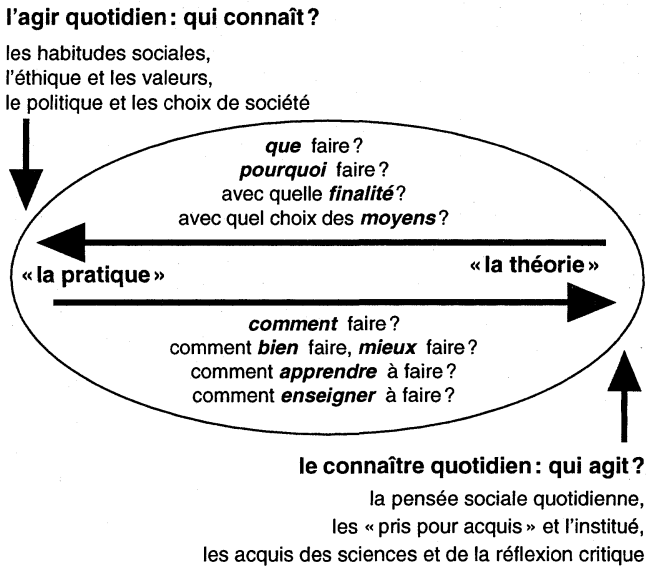 l'agir quotidien : qui connaît ?
les habitudes sociales,
l'éthique et les valeurs,
le politique et les choix de société
que faire ?
pourquoi faire ?
avec quelle finalité ?
avec quel choix des moyens ?
« la théorie »
« la pratique »
comment faire ?
comment bien faire, mieux faire ?
comment apprendre à faire ?
comment enseigner à faire ?
le connaître quotidien : qui agit ?
la pensée sociale quotidienne,
les « pris pour acquis » et l'institué,
les acquis des sciences et de la réflexion critique